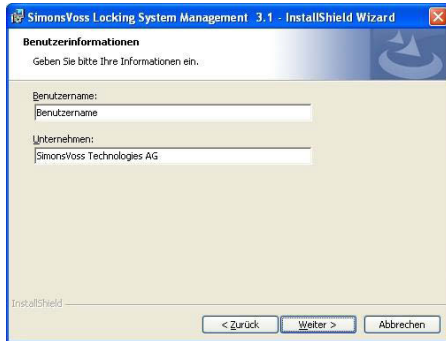 SimonsVoss Locking System Management 3.1 - InstallShield Wizard
Benutzerinformationen
Geben Sie bitte Ihre Informationen ein.
Benutzername:
Benutzername
Unternehmen:
SimonsVoss Technologies AG
InstallShield
< Zurück
Weiter >
Abbrechen